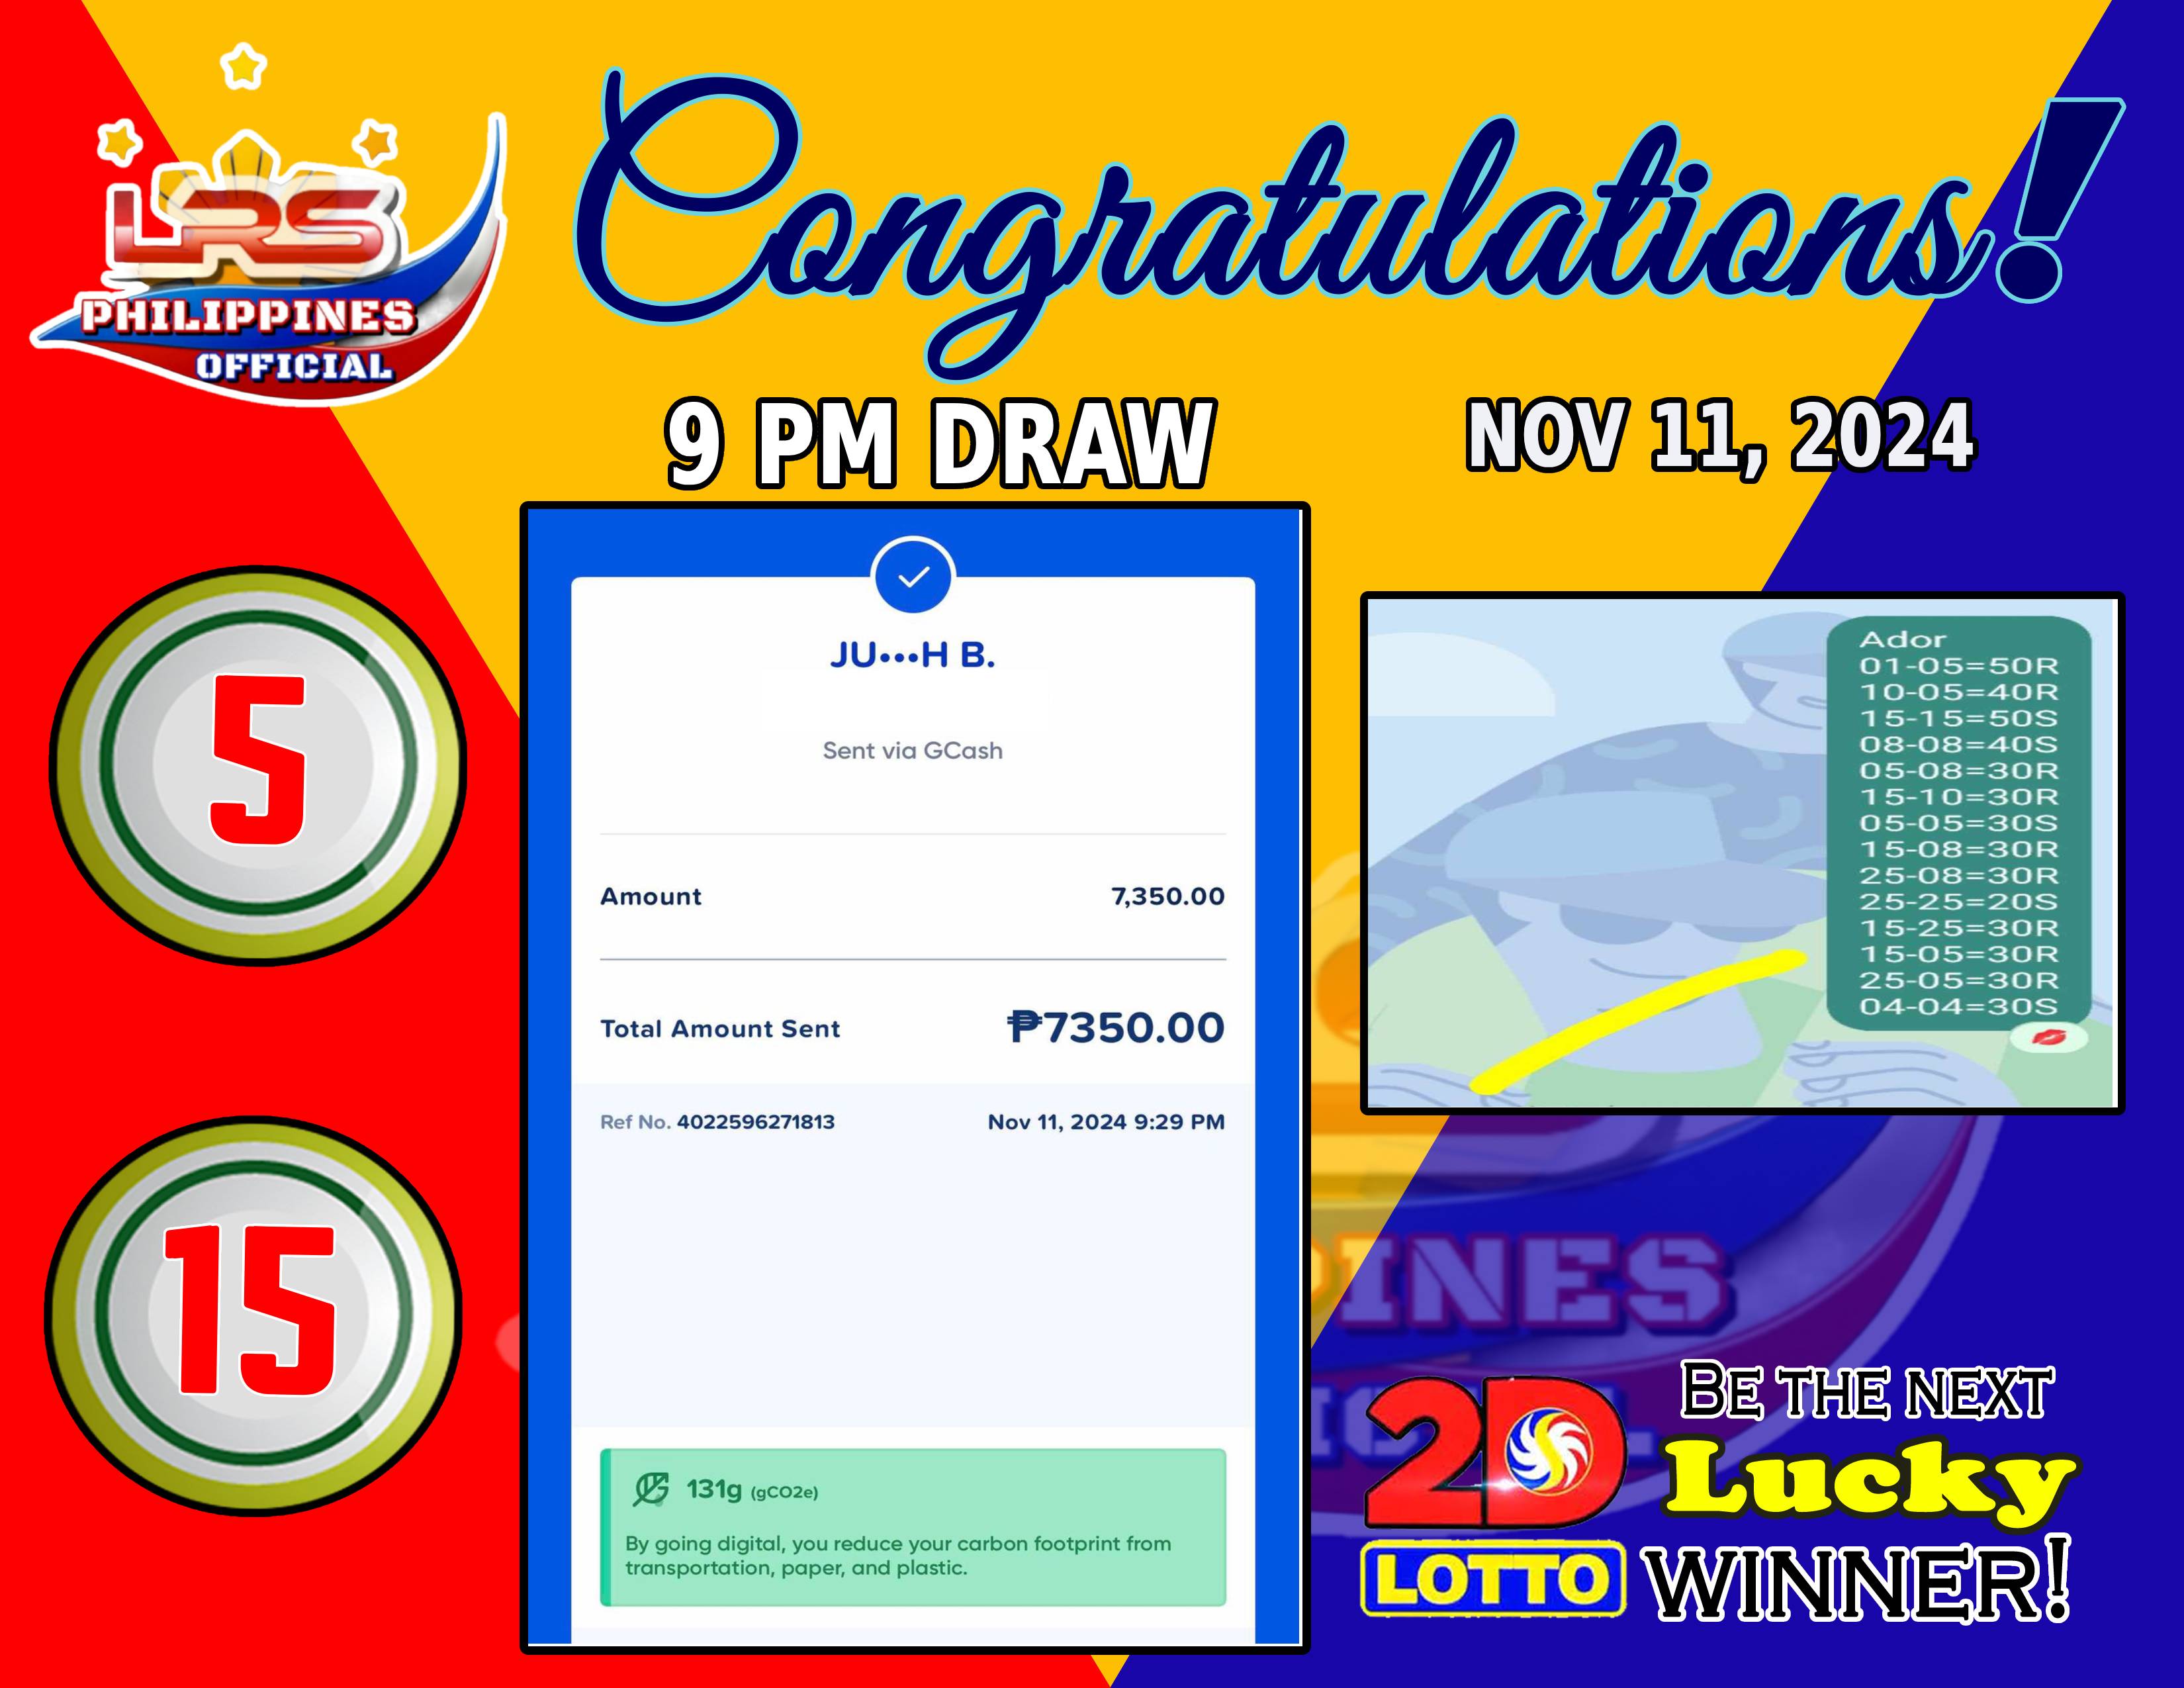 LRS
PHILIPPINES
OFFICIAL
Congratulations!
9 PM DRAW
NOV 11, 2024
5
15
JU•••H B.
Sent via GCash
Amount 7,350.00
Total Amount Sent ₱7350.00
Ref No. 4022596271813 Nov 11, 2024 9:29 PM
131g (gCO2e)
By going digital, you reduce your carbon footprint from
transportation, paper, and plastic.
Ador
01-05=50R
10-05=40R
15-15=50S
08-08=40S
05-08=30R
15-10=30R
05-05=30S
15-08=30R
25-08=30R
25-25=20S
15-25=30R
15-05=30R
25-05=30R
04-04=30S
PINES
2D
LOTTO
BE THE NEXT
Lucky
WINNER!